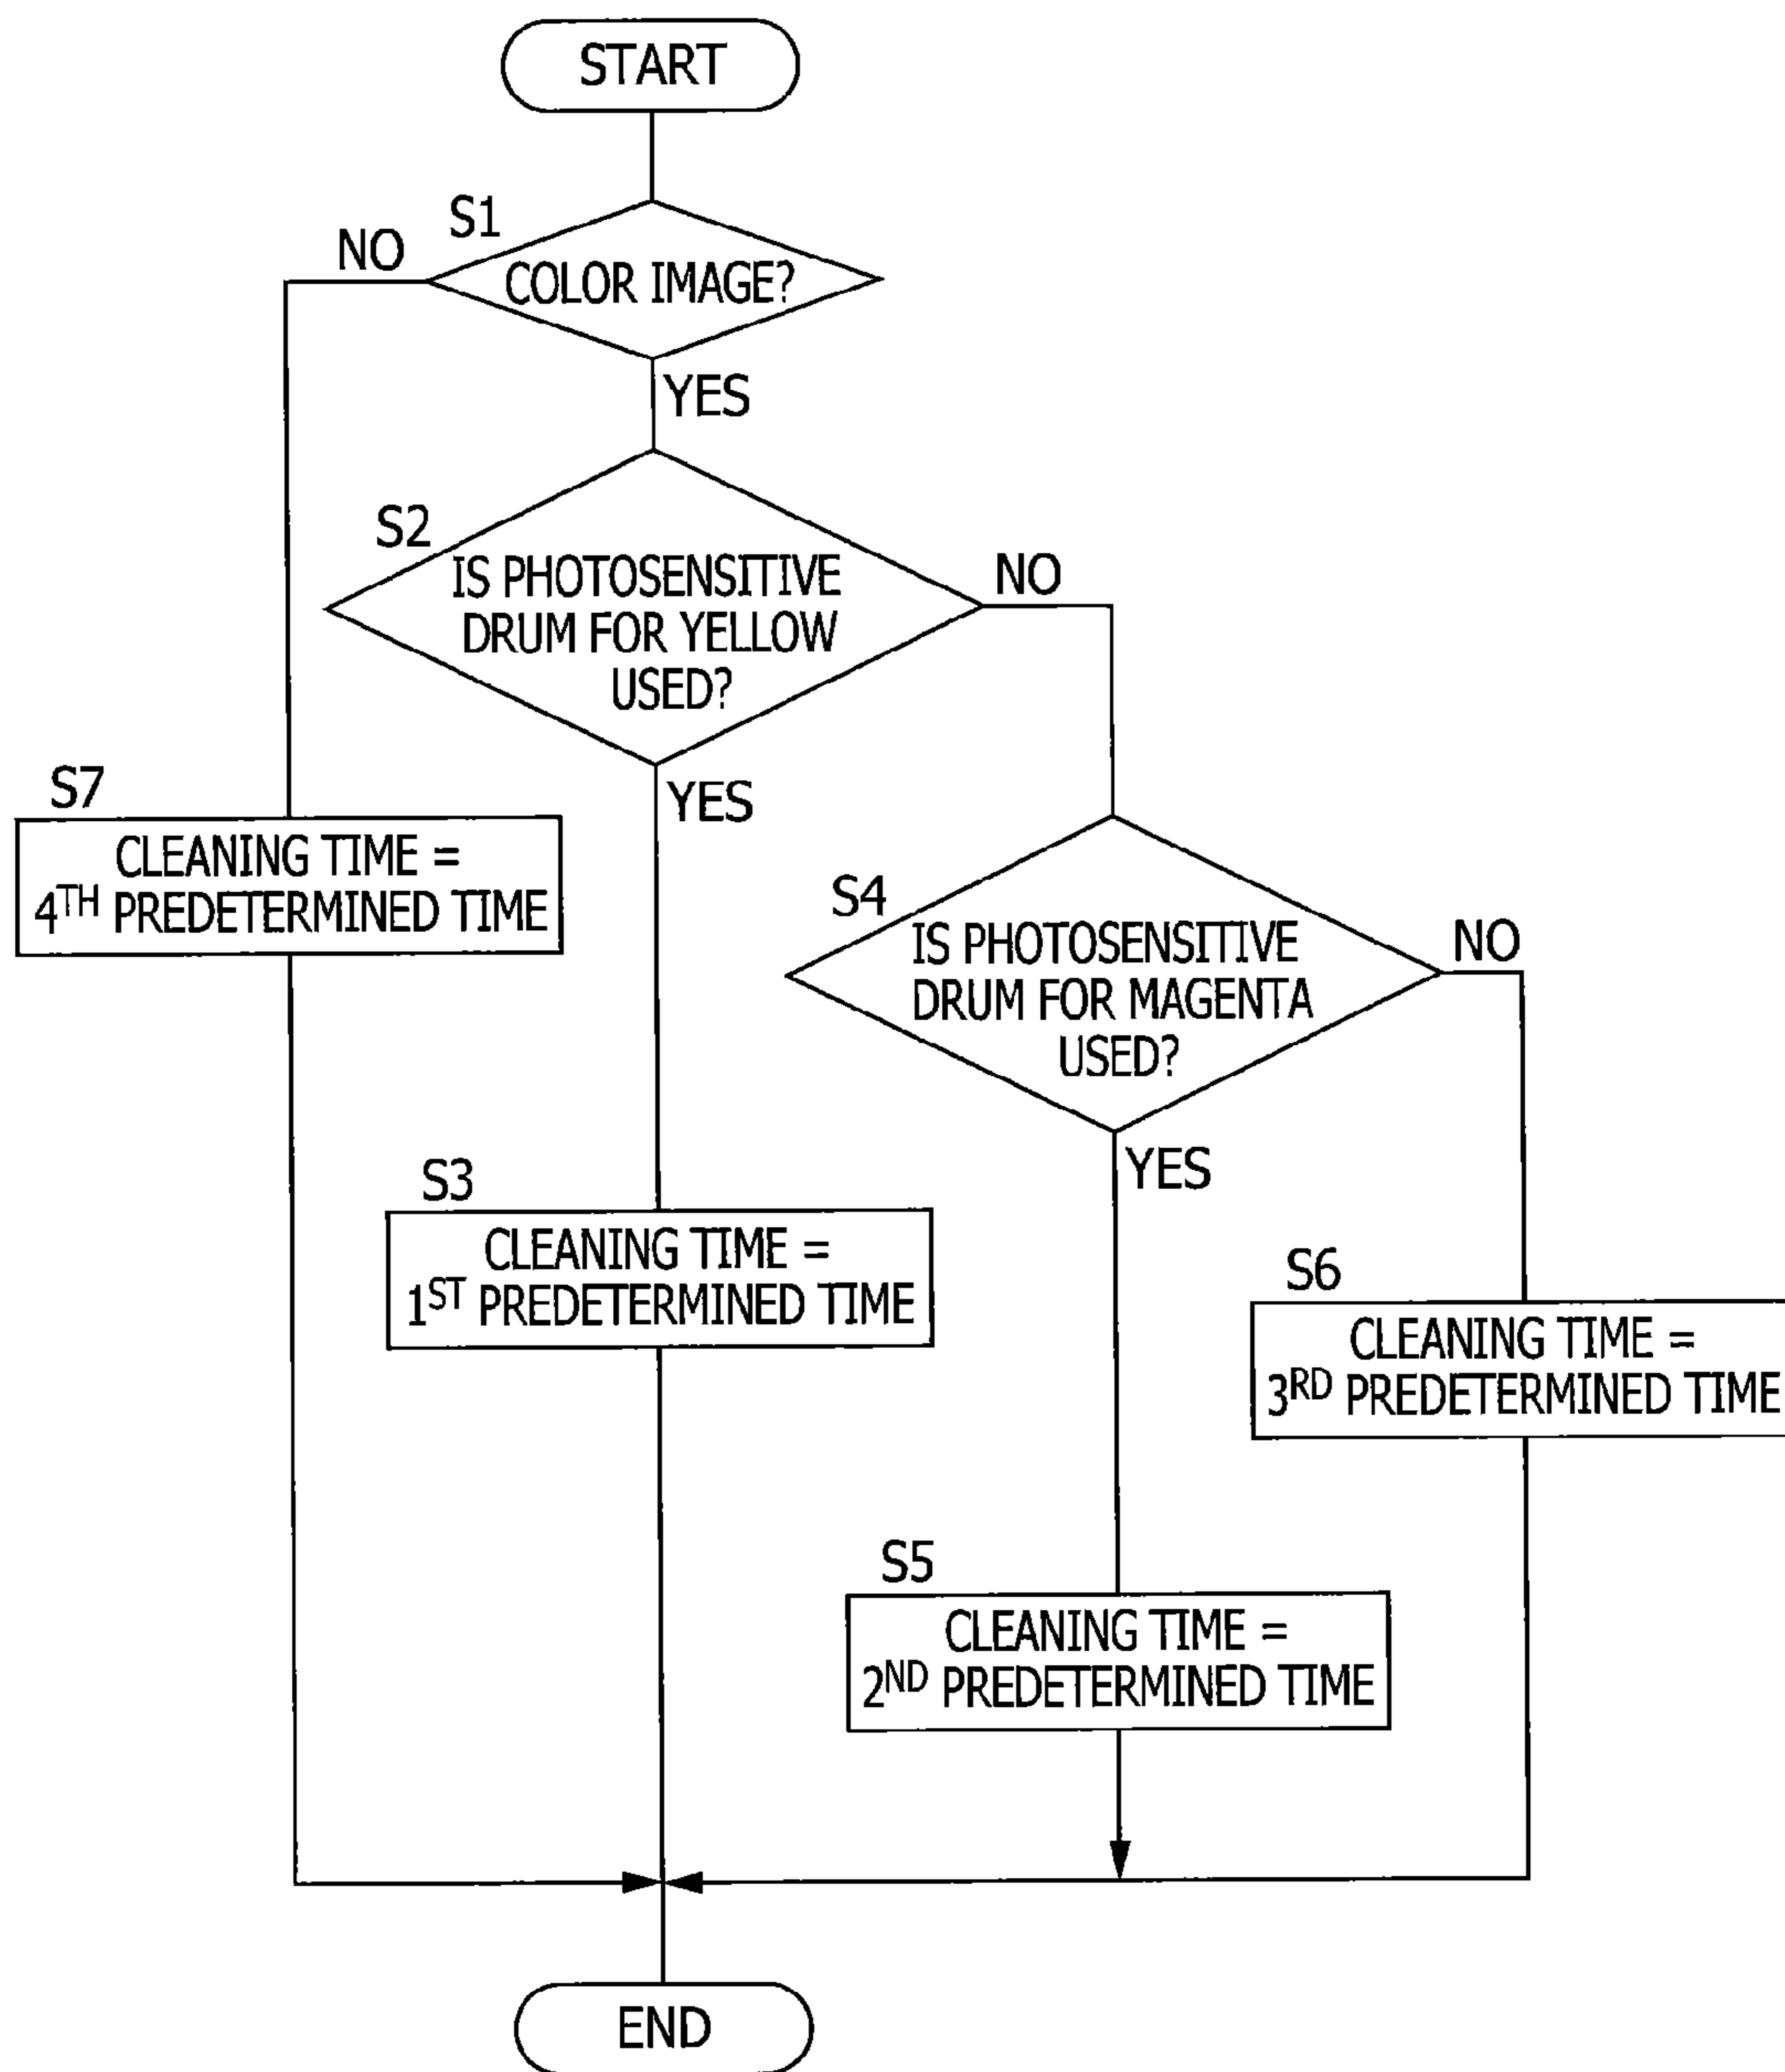 START
S1
NO
COLOR IMAGE?
YES
S2
IS PHOTOSENSITIVE
DRUM FOR YELLOW
USED?
NO
YES
S7
CLEANING TIME =
4TH PREDETERMINED TIME
S4
IS PHOTOSENSITIVE
DRUM FOR MAGENTA
USED?
NO
YES
S3
CLEANING TIME =
1ST PREDETERMINED TIME
S6
CLEANING TIME =
3RD PREDETERMINED TIME
S5
CLEANING TIME =
2ND PREDETERMINED TIME
END